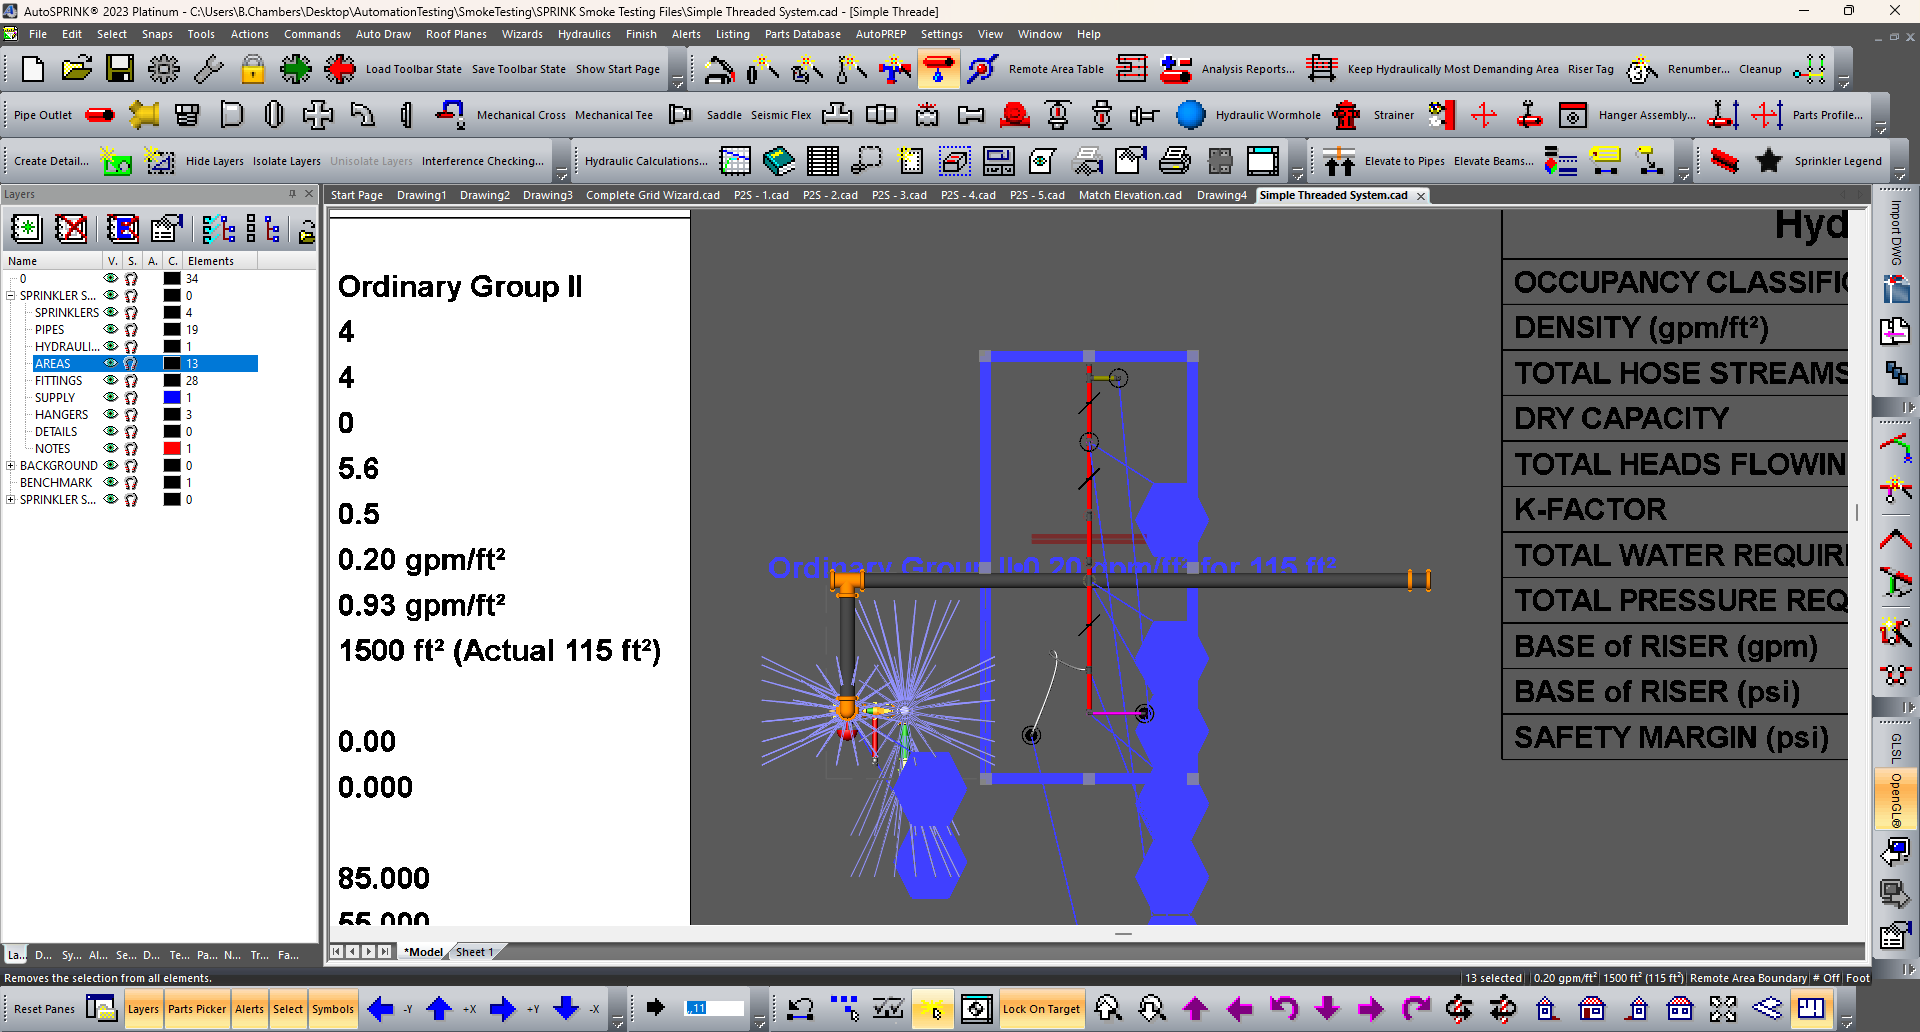 AutoSPRINK® 2023 Platinum - C:\Users\B.Chambers\Desktop\AutomationTesting\SmokeTesting\SPRINK Smoke Testing Files\Simple Threaded System.cad - [Simple Threade]
File Edit Select Snaps Tools Actions Commands Auto Draw Roof Planes Wizards Hydraulics Finish Alerts Listing Parts Database AutoPREP Settings View Window Help
Load Toolbar State Save Toolbar State Show Start Page Remote Area Table Analysis Reports... Keep Hydraulically Most Demanding Area Riser Tag Renumber... Cleanup
Pipe Outlet Mechanical Cross Mechanical Tee Saddle Seismic Flex Hydraulic Wormhole Strainer Hanger Assembly... Parts Profile...
Create Detail... Hide Layers Isolate Layers Unisolate Layers Interference Checking... Hydraulic Calculations... Elevate to Pipes Elevate Beams... Sprinkler Legend
Layers
Start Page Drawing1 Drawing2 Drawing3 Complete Grid Wizard.cad P2S - 1.cad P2S - 2.cad P2S - 3.cad P2S - 4.cad P2S - 5.cad Match Elevation.cad Drawing4 Simple Threaded System.cad
Name V. S. A. C. Elements
0 34
SPRINKLER S... 0
SPRINKLERS 4
PIPES 19
HYDRAULI... 1
AREAS 13
FITTINGS 28
SUPPLY 1
HANGERS 3
DETAILS 0
NOTES 1
BACKGROUND 0
BENCHMARK 1
SPRINKLER S... 0
Ordinary Group II
4
4
0
5.6
0.5
0.20 gpm/ft²
0.93 gpm/ft²
1500 ft² (Actual 115 ft²)
0.00
0.000
85.000
55.000
Ordinary Group II•0.20 gpm/ft² for 115 ft²
Hyd
OCCUPANCY CLASSIFIC
DENSITY (gpm/ft²)
TOTAL HOSE STREAMS
DRY CAPACITY
TOTAL HEADS FLOWIN
K-FACTOR
TOTAL WATER REQUIRI
TOTAL PRESSURE REQ
BASE of RISER (gpm)
BASE of RISER (psi)
SAFETY MARGIN (psi)
Import DWG
GLSL
OpenGL®
La... D... Sy... Al... Se... D... Te... Pa... N... Tr... Fa...
*Model Sheet 1
Removes the selection from all elements.
13 selected 0.20 gpm/ft² 1500 ft² (115 ft²) Remote Area Boundary # Off Foot
Reset Panes Layers Parts Picker Alerts Select Symbols -Y +X +Y -X ,,11 Lock On Target